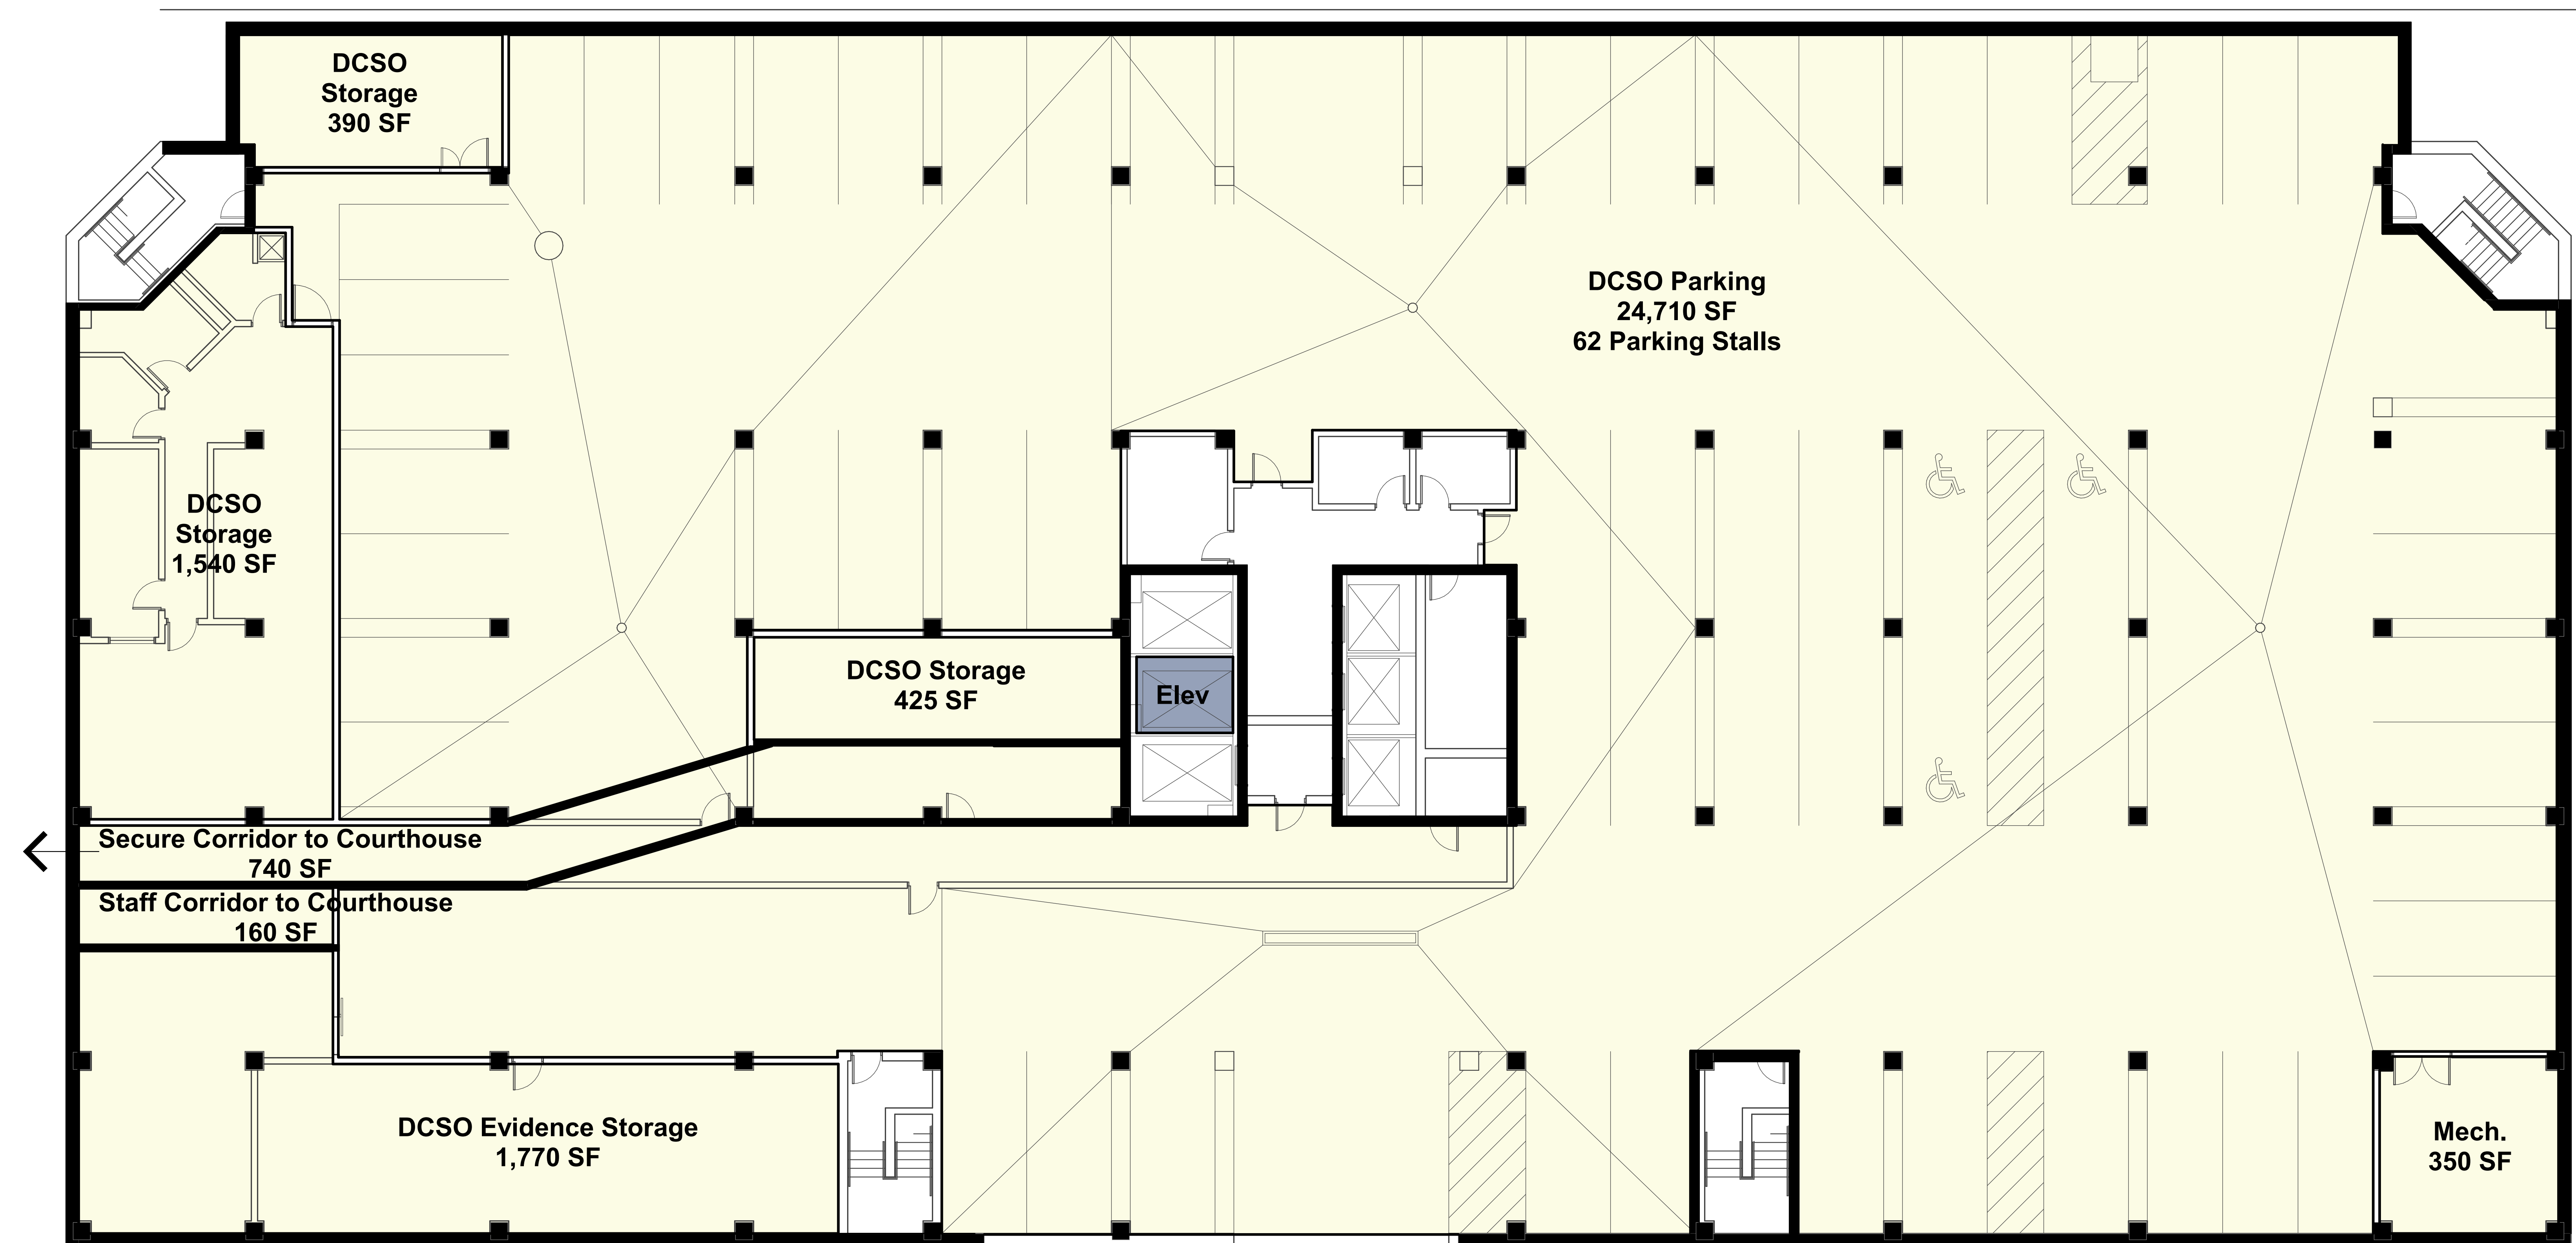 DCSO
Storage
390 SF
DCSO Parking
24,710 SF
62 Parking Stalls
DCSO
Storage
1,540 SF
DCSO Storage
425 SF
Elev
Secure Corridor to Courthouse
740 SF
Staff Corridor to Courthouse
160 SF
DCSO Evidence Storage
1,770 SF
Mech.
350 SF